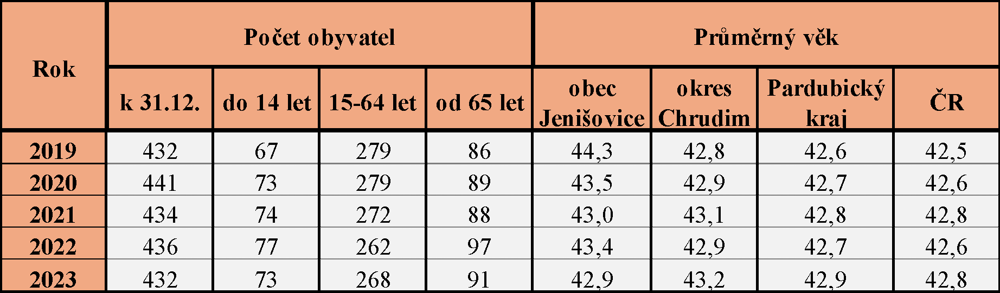 Rok Počet obyvatel Průměrný věk
k 31.12. do 14 let 15-64 let od 65 let obec Jenišovice okres Chrudim Pardubický kraj ČR
2019 432 67 279 86 44,3 42,8 42,6 42,5
2020 441 73 279 89 43,5 42,9 42,7 42,6
2021 434 74 272 88 43,0 43,1 42,8 42,8
2022 436 77 262 97 43,4 42,9 42,7 42,6
2023 432 73 268 91 42,9 43,2 42,9 42,8